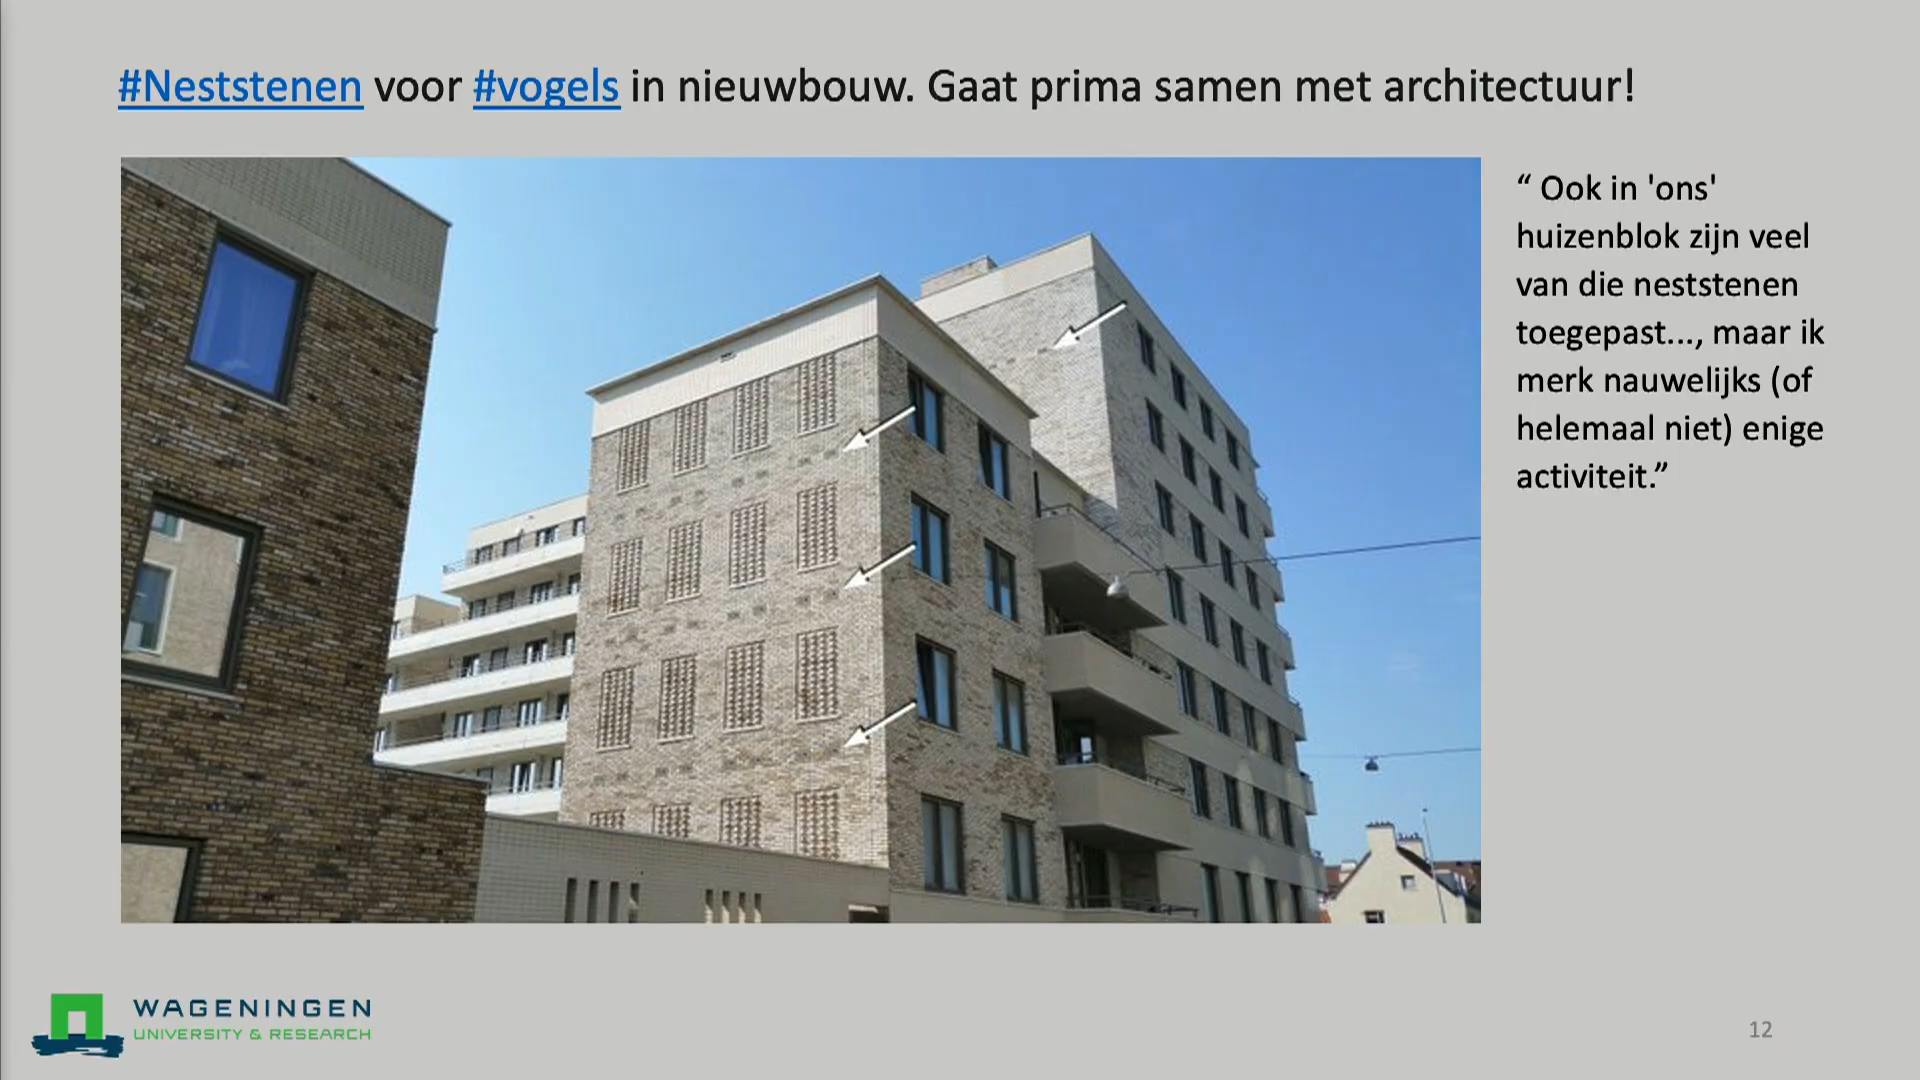 #Neststenen voor #vogels in nieuwbouw. Gaat prima samen met architectuur!
“ Ook in 'ons'
huizenblok zijn veel
van die neststenen
toegepast..., maar ik
merk nauwelijks (of
helemaal niet) enige
activiteit.”
WAGENINGEN
UNIVERSITY & RESEARCH
12